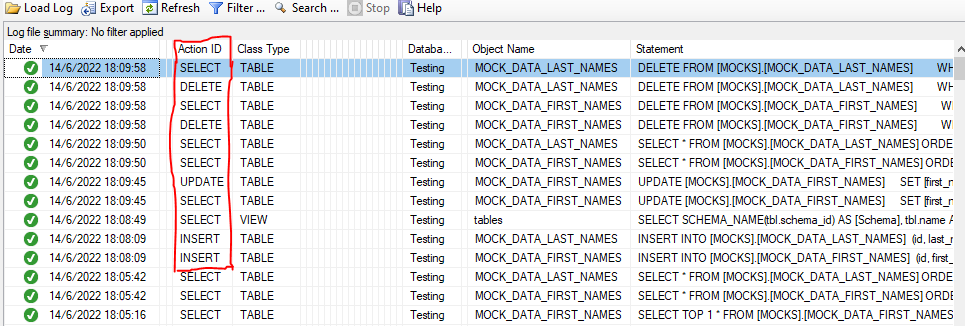 Load Log Export Refresh Filter ... Search ... Stop Help
Log file summary: No filter applied
Date Action ID Class Type Databa... Object Name Statement
14/6/2022 18:09:58 SELECT TABLE Testing MOCK_DATA_LAST_NAMES DELETE FROM [MOCKS].[MOCK_DATA_LAST_NAMES] WH
14/6/2022 18:09:58 DELETE TABLE Testing MOCK_DATA_LAST_NAMES DELETE FROM [MOCKS].[MOCK_DATA_LAST_NAMES] WH
14/6/2022 18:09:58 SELECT TABLE Testing MOCK_DATA_FIRST_NAMES DELETE FROM [MOCKS].[MOCK_DATA_FIRST_NAMES] W
14/6/2022 18:09:58 DELETE TABLE Testing MOCK_DATA_FIRST_NAMES DELETE FROM [MOCKS].[MOCK_DATA_FIRST_NAMES] W
14/6/2022 18:09:50 SELECT TABLE Testing MOCK_DATA_LAST_NAMES SELECT * FROM [MOCKS].[MOCK_DATA_LAST_NAMES] ORDE
14/6/2022 18:09:50 SELECT TABLE Testing MOCK_DATA_FIRST_NAMES SELECT * FROM [MOCKS].[MOCK_DATA_FIRST_NAMES] ORD
14/6/2022 18:09:45 UPDATE TABLE Testing MOCK_DATA_FIRST_NAMES UPDATE [MOCKS].[MOCK_DATA_FIRST_NAMES] SET [first_n
14/6/2022 18:09:45 SELECT TABLE Testing MOCK_DATA_FIRST_NAMES UPDATE [MOCKS].[MOCK_DATA_FIRST_NAMES] SET [first_n
14/6/2022 18:08:49 SELECT VIEW Testing tables SELECT SCHEMA_NAME(tbl.schema_id) AS [Schema], tbl.name A
14/6/2022 18:08:09 INSERT TABLE Testing MOCK_DATA_LAST_NAMES INSERT INTO [MOCKS].[MOCK_DATA_LAST_NAMES] (id, last_n
14/6/2022 18:08:09 INSERT TABLE Testing MOCK_DATA_FIRST_NAMES INSERT INTO [MOCKS].[MOCK_DATA_FIRST_NAMES] (id, first_
14/6/2022 18:05:42 SELECT TABLE Testing MOCK_DATA_LAST_NAMES SELECT * FROM [MOCKS].[MOCK_DATA_LAST_NAMES] ORDE
14/6/2022 18:05:42 SELECT TABLE Testing MOCK_DATA_FIRST_NAMES SELECT * FROM [MOCKS].[MOCK_DATA_FIRST_NAMES] ORD
14/6/2022 18:05:16 SELECT TABLE Testing MOCK_DATA_FIRST_NAMES SELECT TOP 1 * FROM [MOCKS].[MOCK_DATA_FIRST_NAMES